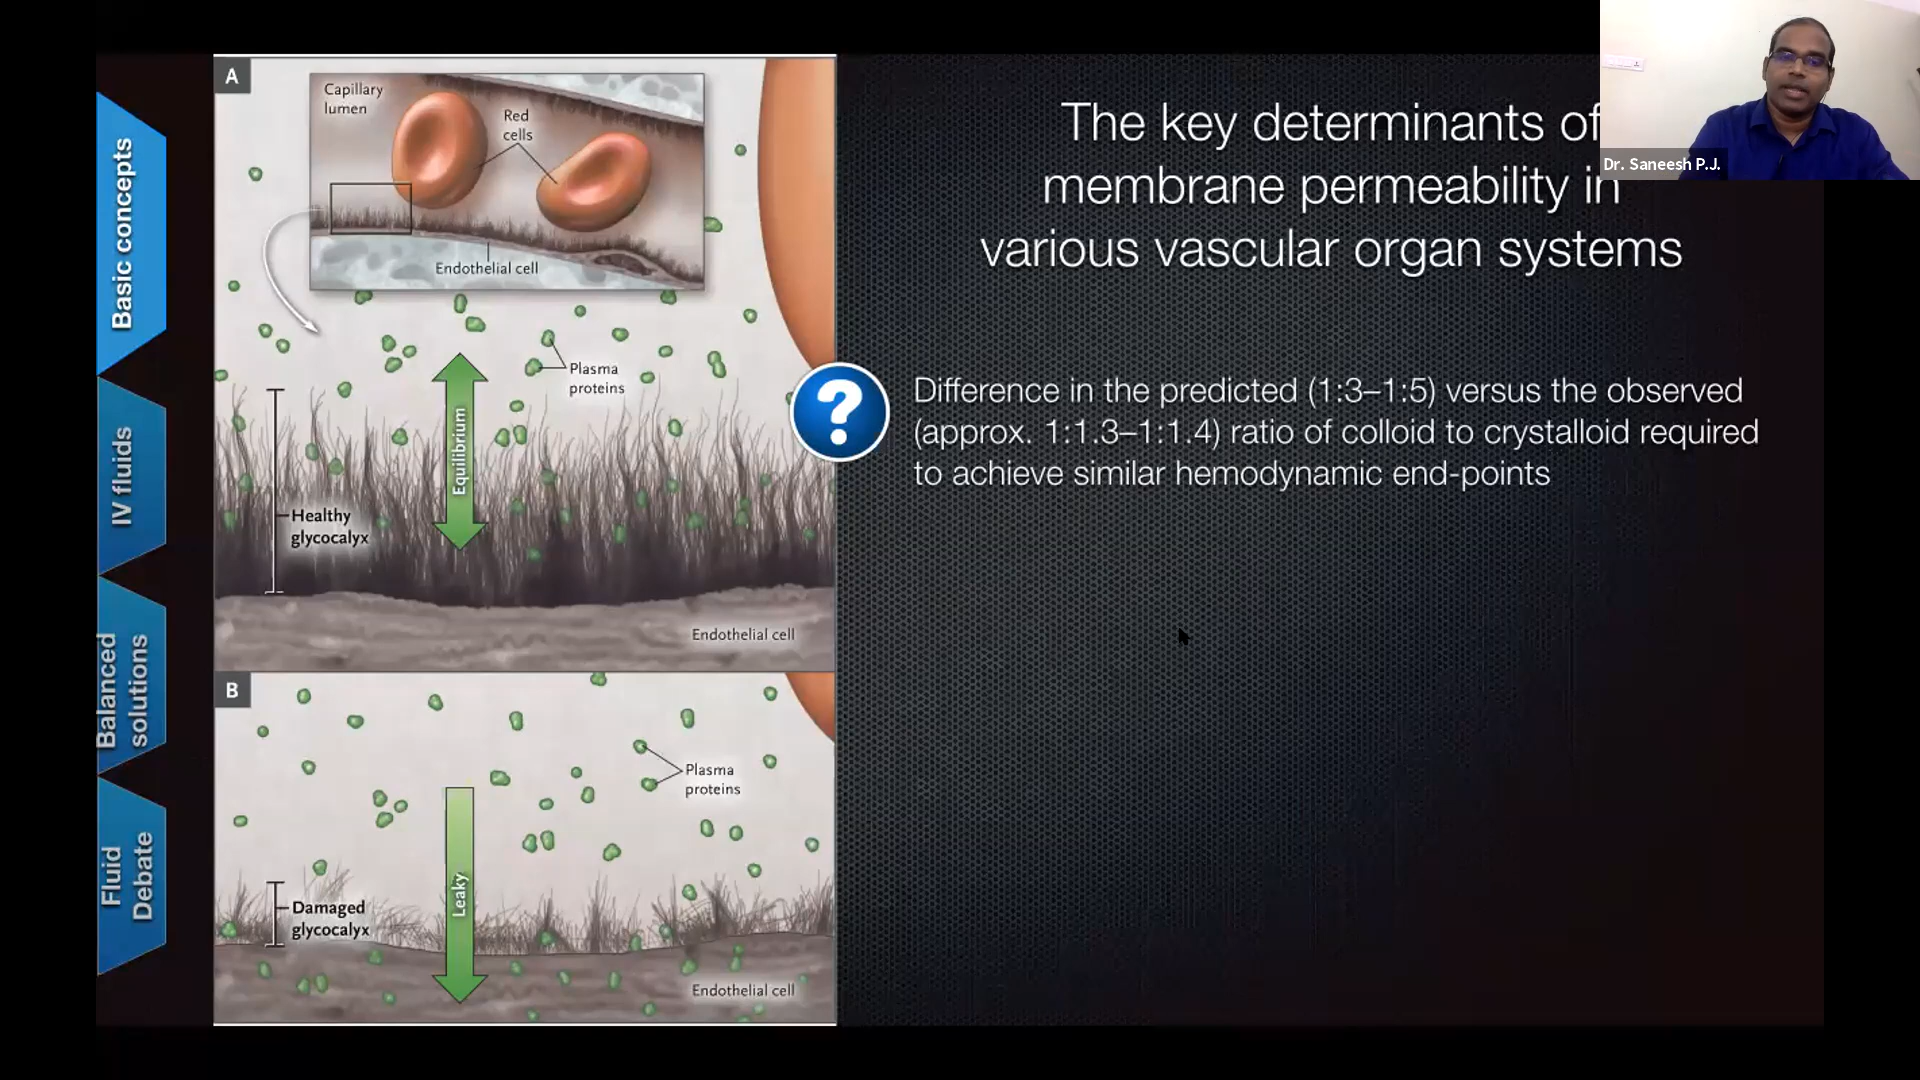 Basic concepts
IV fluids
Balanced
solutions
Fluid
Debate
A
Capillary
lumen
Red
cells
Endothelial cell
Plasma
proteins
Equilibrium
Healthy
glycocalyx
Endothelial cell
B
Plasma
proteins
Leaky
Damaged
glycocalyx
Endothelial cell
The key determinants of
membrane permeability in
various vascular organ systems
?
Difference in the predicted (1:3–1:5) versus the observed
(approx. 1:1.3–1:1.4) ratio of colloid to crystalloid required
to achieve similar hemodynamic end-points
Dr. Saneesh P.J.